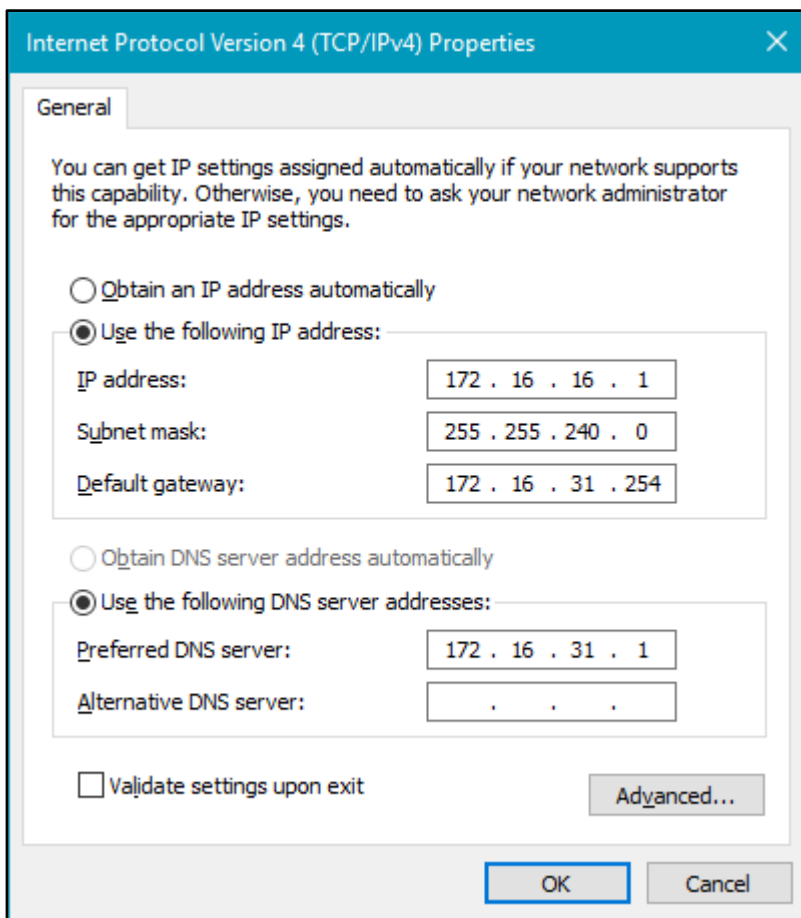 Internet Protocol Version 4 (TCP/IPv4) Properties
General
You can get IP settings assigned automatically if your network supports
this capability. Otherwise, you need to ask your network administrator
for the appropriate IP settings.
Obtain an IP address automatically
Use the following IP address:
IP address: 172 . 16 . 16 . 1
Subnet mask: 255 . 255 . 240 . 0
Default gateway: 172 . 16 . 31 . 254
Obtain DNS server address automatically
Use the following DNS server addresses:
Preferred DNS server: 172 . 16 . 31 . 1
Alternative DNS server: . . .
Validate settings upon exit
Advanced...
OK Cancel